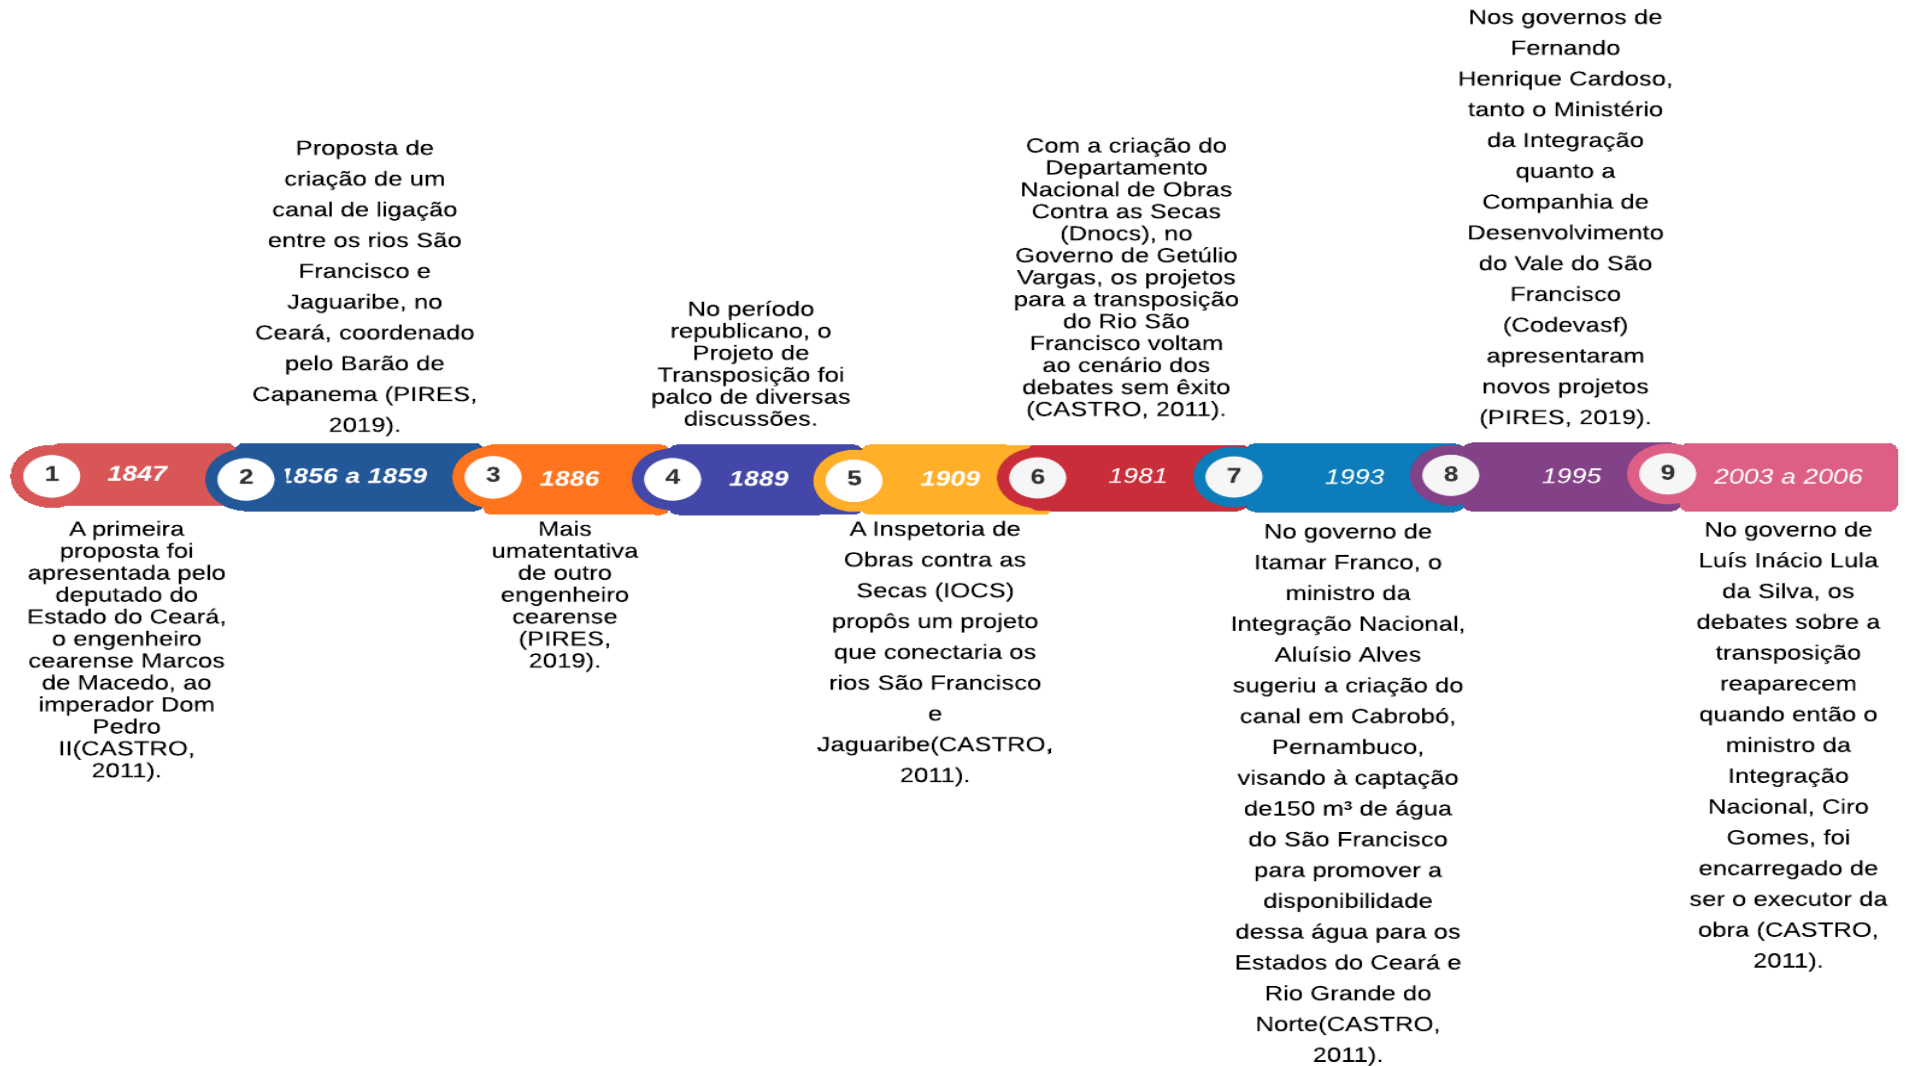 1
1847
A primeira
proposta foi
apresentada pelo
deputado do
Estado do Ceará,
o engenheiro
cearense Marcos
de Macedo, ao
imperador Dom
Pedro
II(CASTRO,
2011).
Proposta de
criação de um
canal de ligação
entre os rios São
Francisco e
Jaguaribe, no
Ceará, coordenado
pelo Barão de
Capanema (PIRES,
2019).
2
1856 a 1859
3
1886
Mais
umatentativa
de outro
engenheiro
cearense
(PIRES,
2019).
No período
republicano, o
Projeto de
Transposição foi
palco de diversas
discussões.
4
1889
5
1909
A Inspetoria de
Obras contra as
Secas (IOCS)
propôs um projeto
que conectaria os
rios São Francisco
e
Jaguaribe(CASTRO,
2011).
Com a criação do
Departamento
Nacional de Obras
Contra as Secas
(Dnocs), no
Governo de Getúlio
Vargas, os projetos
para a transposição
do Rio São
Francisco voltam
ao cenário dos
debates sem êxito
(CASTRO, 2011).
6
1981
7
1993
No governo de
Itamar Franco, o
ministro da
Integração Nacional,
Aluísio Alves
sugeriu a criação do
canal em Cabrobó,
Pernambuco,
visando à captação
de150 m³ de água
do São Francisco
para promover a
disponibilidade
dessa água para os
Estados do Ceará e
Rio Grande do
Norte(CASTRO,
2011).
Nos governos de
Fernando
Henrique Cardoso,
tanto o Ministério
da Integração
quanto a
Companhia de
Desenvolvimento
do Vale do São
Francisco
(Codevasf)
apresentaram
novos projetos
(PIRES, 2019).
8
1995
9
2003 a 2006
No governo de
Luís Inácio Lula
da Silva, os
debates sobre a
transposição
reaparecem
quando então o
ministro da
Integração
Nacional, Ciro
Gomes, foi
encarregado de
ser o executor da
obra (CASTRO,
2011).